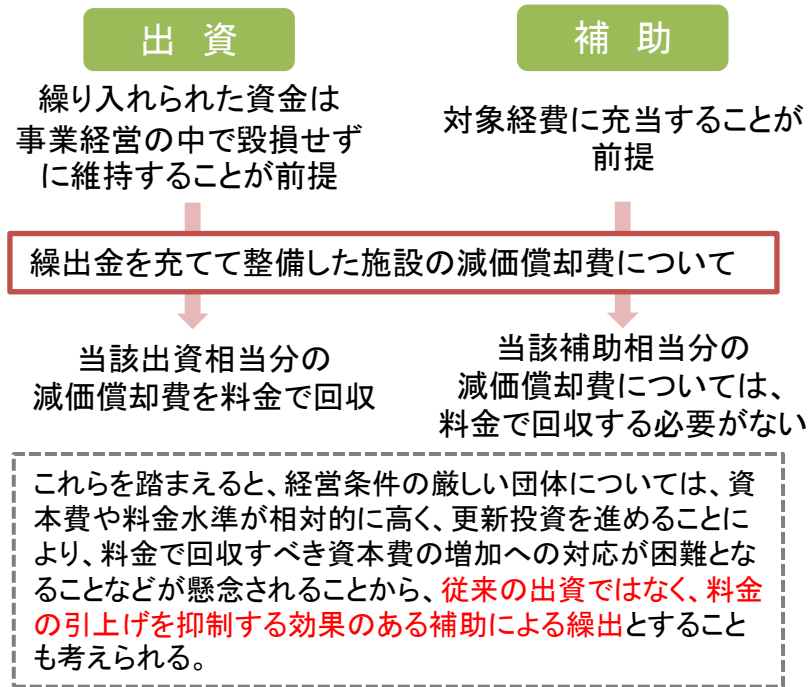 出 資
補 助
繰り入れられた資金は
事業経営の中で毀損せず
に維持することが前提
対象経費に充当することが
前提
繰出金を充てて整備した施設の減価償却費について
当該出資相当分の
減価償却費を料金で回収
当該補助相当分の
減価償却費については、
料金で回収する必要がない
これらを踏まえると、経営条件の厳しい団体については、資
本費や料金水準が相対的に高く、更新投資を進めることに
より、料金で回収すべき資本費の増加への対応が困難とな
ることなどが懸念されることから、従来の出資ではなく、料金
の引上げを抑制する効果のある補助による繰出とすること
も考えられる。